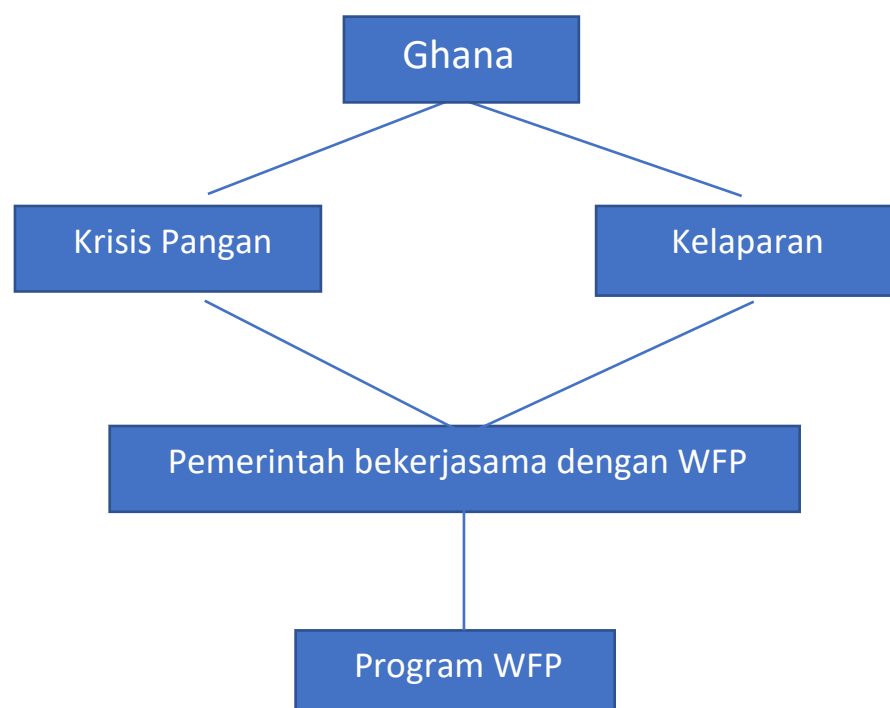 Ghana
Krisis Pangan
Kelaparan
Pemerintah bekerjasama dengan WFP
Program WFP